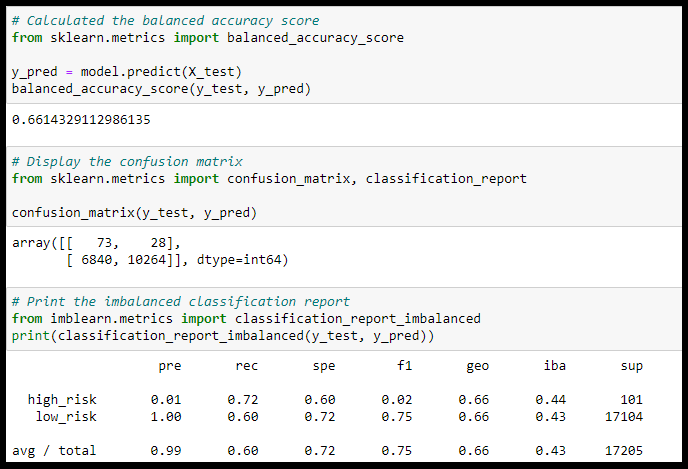 # Calculated the balanced accuracy score
from sklearn.metrics import balanced_accuracy_score
y_pred = model.predict(X_test)
balanced_accuracy_score(y_test, y_pred)
0.6614329112986135
# Display the confusion matrix
from sklearn.metrics import confusion_matrix, classification_report
confusion_matrix(y_test, y_pred)
array([[   73,    28],
       [ 6840, 10264]], dtype=int64)
# Print the imbalanced classification report
from imblearn.metrics import classification_report_imbalanced
print(classification_report_imbalanced(y_test, y_pred))
                   pre       rec       spe        f1       geo       iba       sup
  high_risk       0.01      0.72      0.60      0.02      0.66      0.44       101
   low_risk       1.00      0.60      0.72      0.75      0.66      0.43     17104
avg / total       0.99      0.60      0.72      0.75      0.66      0.43     17205